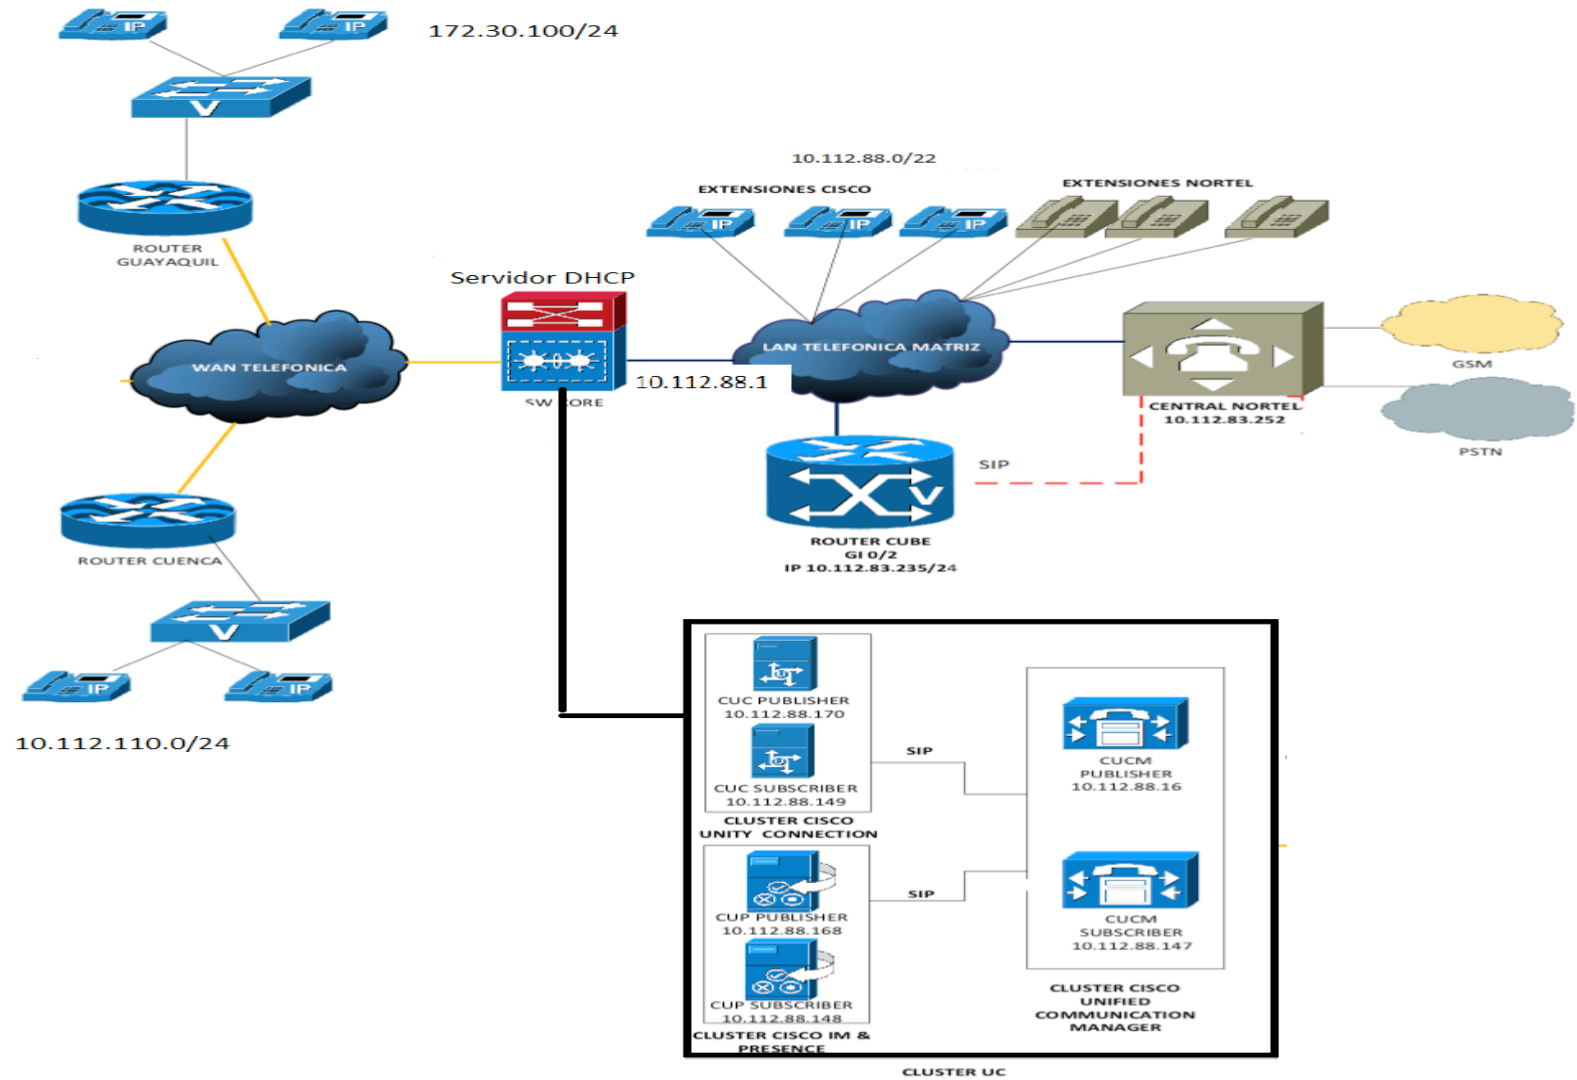 172.30.100/24
IP
IP
V
ROUTER
GUAYAQUIL
10.112.88.0/22
EXTENSIONES CISCO
EXTENSIONES NORTEL
IP
IP
IP
Servidor DHCP
WAN TELEFONICA
10.112.88.1
SW CORE
LAN TELEFONICA MATRIZ
GSM
CENTRAL NORTEL
10.112.83.252
PSTN
SIP
V
ROUTER CUBE
GI 0/2
IP 10.112.83.235/24
ROUTER CUENCA
V
IP
IP
10.112.110.0/24
CUC PUBLISHER
10.112.88.170
CUC SUBSCRIBER
10.112.88.149
CLUSTER CISCO
UNITY CONNECTION
SIP
CUCM
PUBLISHER
10.112.88.16
CUP PUBLISHER
10.112.88.168
CUP SUBSCRIBER
10.112.88.148
CLUSTER CISCO IM &
PRESENCE
SIP
CUCM
SUBSCRIBER
10.112.88.147
CLUSTER CISCO
UNIFIED
COMMUNICATION
MANAGER
CLUSTER UC